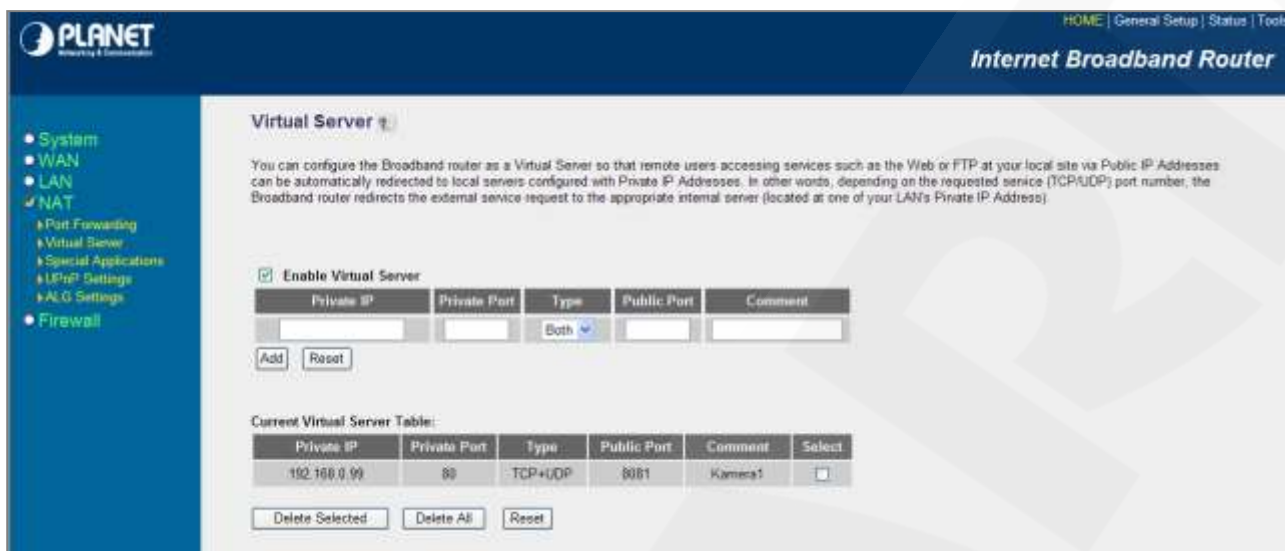 PLANET
Networking & Communication
HOME | General Setup | Status | Tools
Internet Broadband Router
System
WAN
LAN
NAT
Port Forwarding
Virtual Server
Special Applications
UPnP Settings
ALG Settings
Firewall
Virtual Server
You can configure the Broadband router as a Virtual Server so that remote users accessing services such as the Web or FTP at your local site via Public IP Addresses
can be automatically redirected to local servers configured with Private IP Addresses. In other words, depending on the requested service (TCP/UDP) port number, the
Broadband router redirects the external service request to the appropriate internal server (located at one of your LAN's Private IP Address).
Enable Virtual Server
Private IP Private Port Type Public Port Comment
Both
Add Reset
Current Virtual Server Table:
Private IP Private Port Type Public Port Comment Select
192.168.0.99 80 TCP+UDP 8081 Kamera1
Delete Selected Delete All Reset